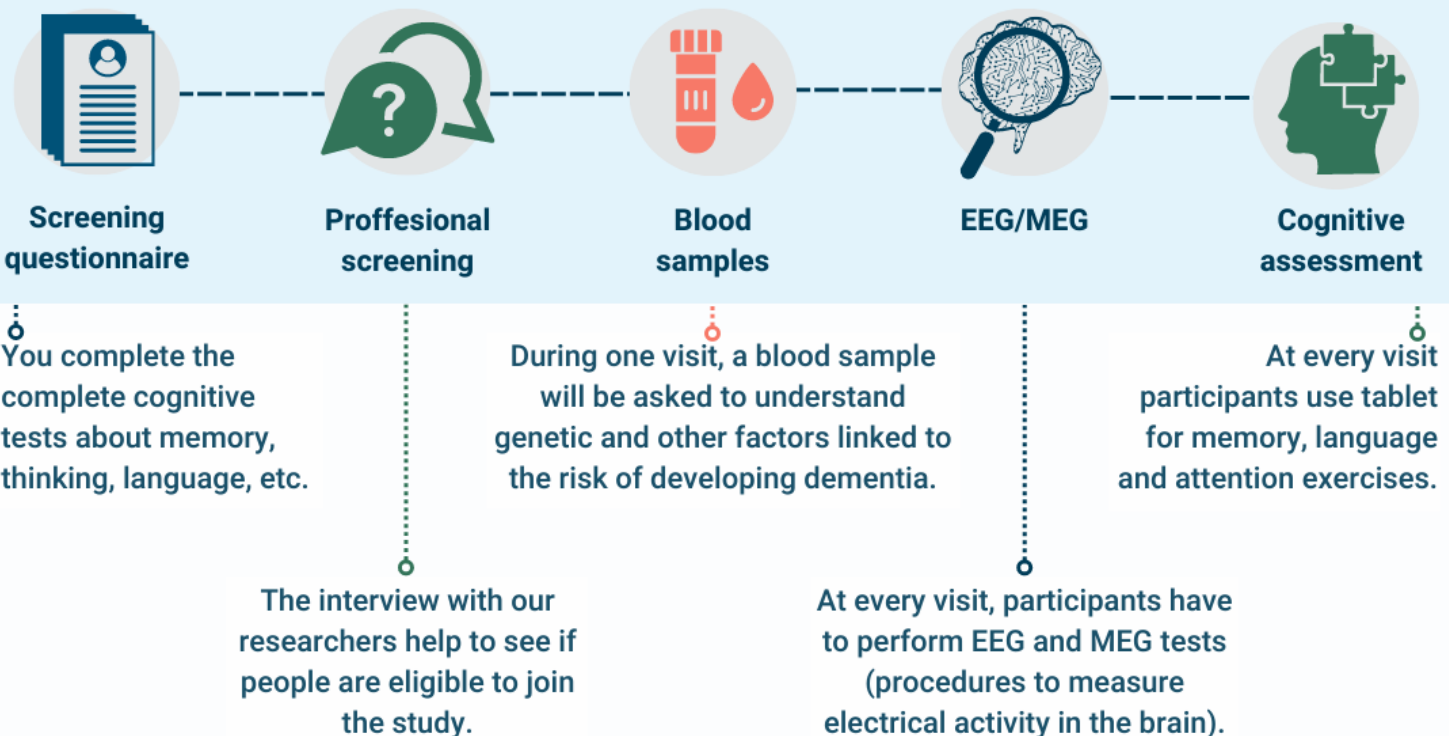 Screening
questionnaire
Proffesional
screening
Blood
samples
EEG/MEG
Cognitive
assessment
You complete the
complete cognitive
tests about memory,
thinking, language, etc.
The interview with our
researchers help to see if
people are eligible to join
the study.
During one visit, a blood sample
will be asked to understand
genetic and other factors linked to
the risk of developing dementia.
At every visit, participants have
to perform EEG and MEG tests
(procedures to measure
electrical activity in the brain).
At every visit
participants use tablet
for memory, language
and attention exercises.